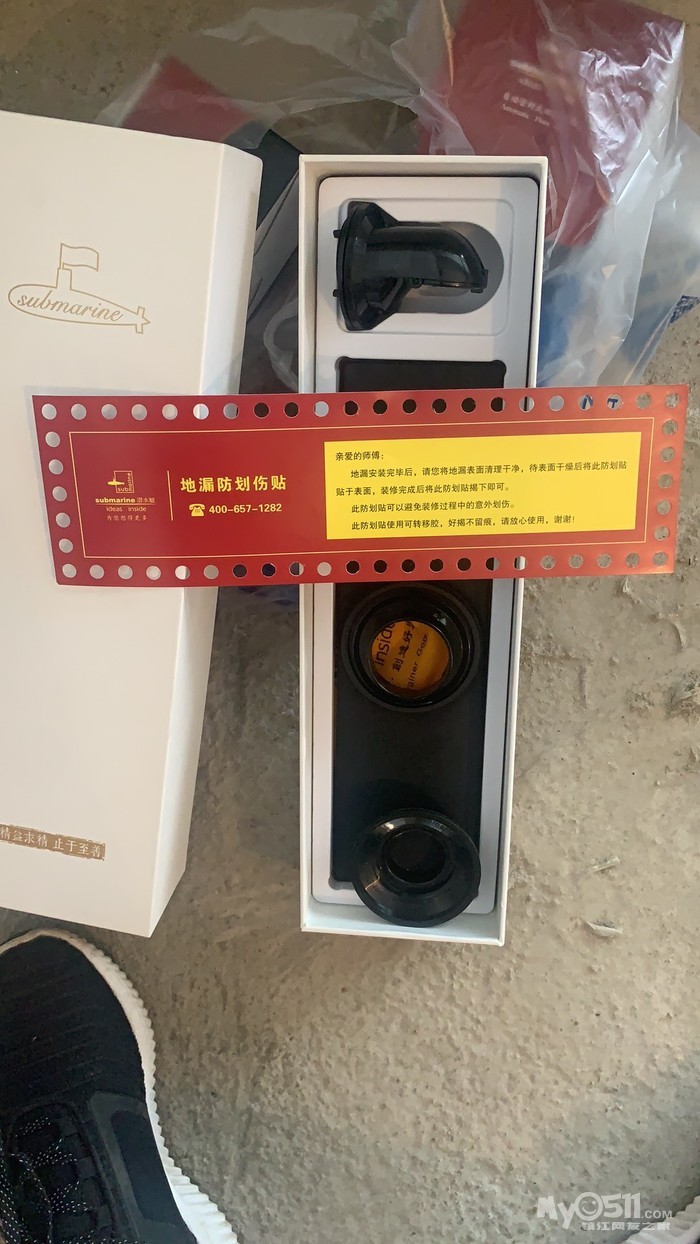 submarine
submarine 潜水艇
ideas inside
为您想得更多
地漏防划伤贴
400-657-1282
亲爱的师傅：
地漏安装完毕后，请您将地漏表面清理干净，待表面干燥后将此防划贴
贴于表面，装修完成后将此防划贴揭下即可。
此防划贴可以避免装修过程中的意外划伤。
此防划贴使用可转移胶，好揭不留痕，请放心使用，谢谢！
inside
創造好
精益求精 止于至善
MY0511.COM
镇江网友之家